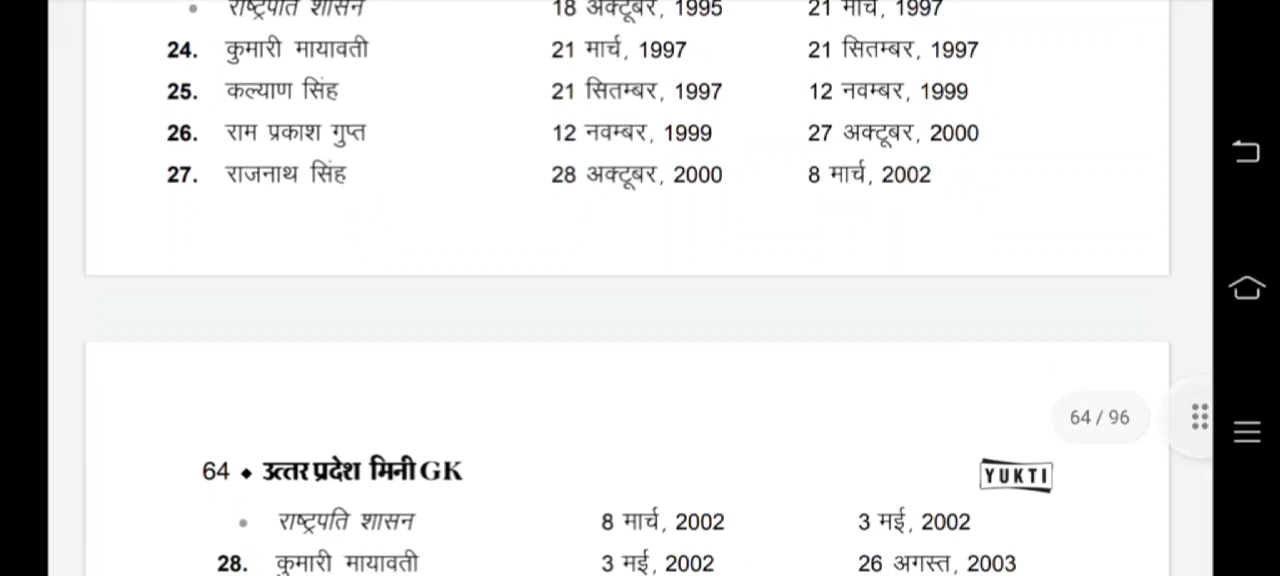 राष्ट्रपति शासन 18 अक्टूबर, 1995 21 मार्च, 1997
24. कुमारी मायावती 21 मार्च, 1997 21 सितम्बर, 1997
25. कल्याण सिंह 21 सितम्बर, 1997 12 नवम्बर, 1999
26. राम प्रकाश गुप्त 12 नवम्बर, 1999 27 अक्टूबर, 2000
27. राजनाथ सिंह 28 अक्टूबर, 2000 8 मार्च, 2002
64 / 96
64 ◆ उत्तर प्रदेश मिनी GK YUKTI
• राष्ट्रपति शासन 8 मार्च, 2002 3 मई, 2002
28. कुमारी मायावती 3 मई, 2002 26 अगस्त, 2003